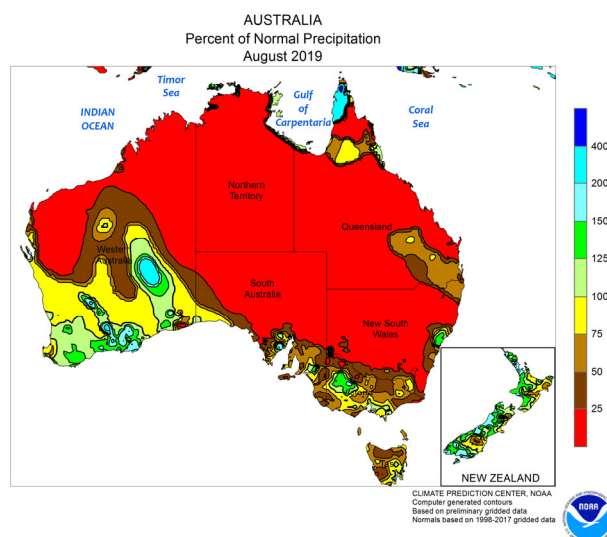 AUSTRALIA
Percent of Normal Precipitation
August 2019
Timor
Sea
INDIAN
OCEAN
Gulf
of
Carpentaria
Coral
Sea
Northern
Territory
Queensland
Western
Australia
South
Australia
New South
Wales
400
200
150
125
100
75
50
25
NEW ZEALAND
CLIMATE PREDICTION CENTER, NOAA
Computer generated contours
Based on preliminary gridded data
Normals based on 1998-2017 gridded data
NOAA